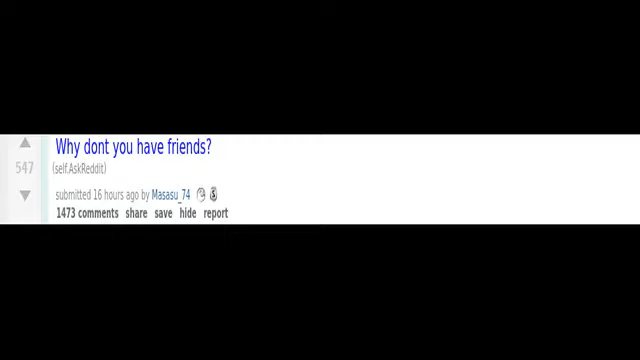 Why dont you have friends?
547
(self.AskReddit)
submitted 16 hours ago by Masasu_74
1473 comments share save hide report